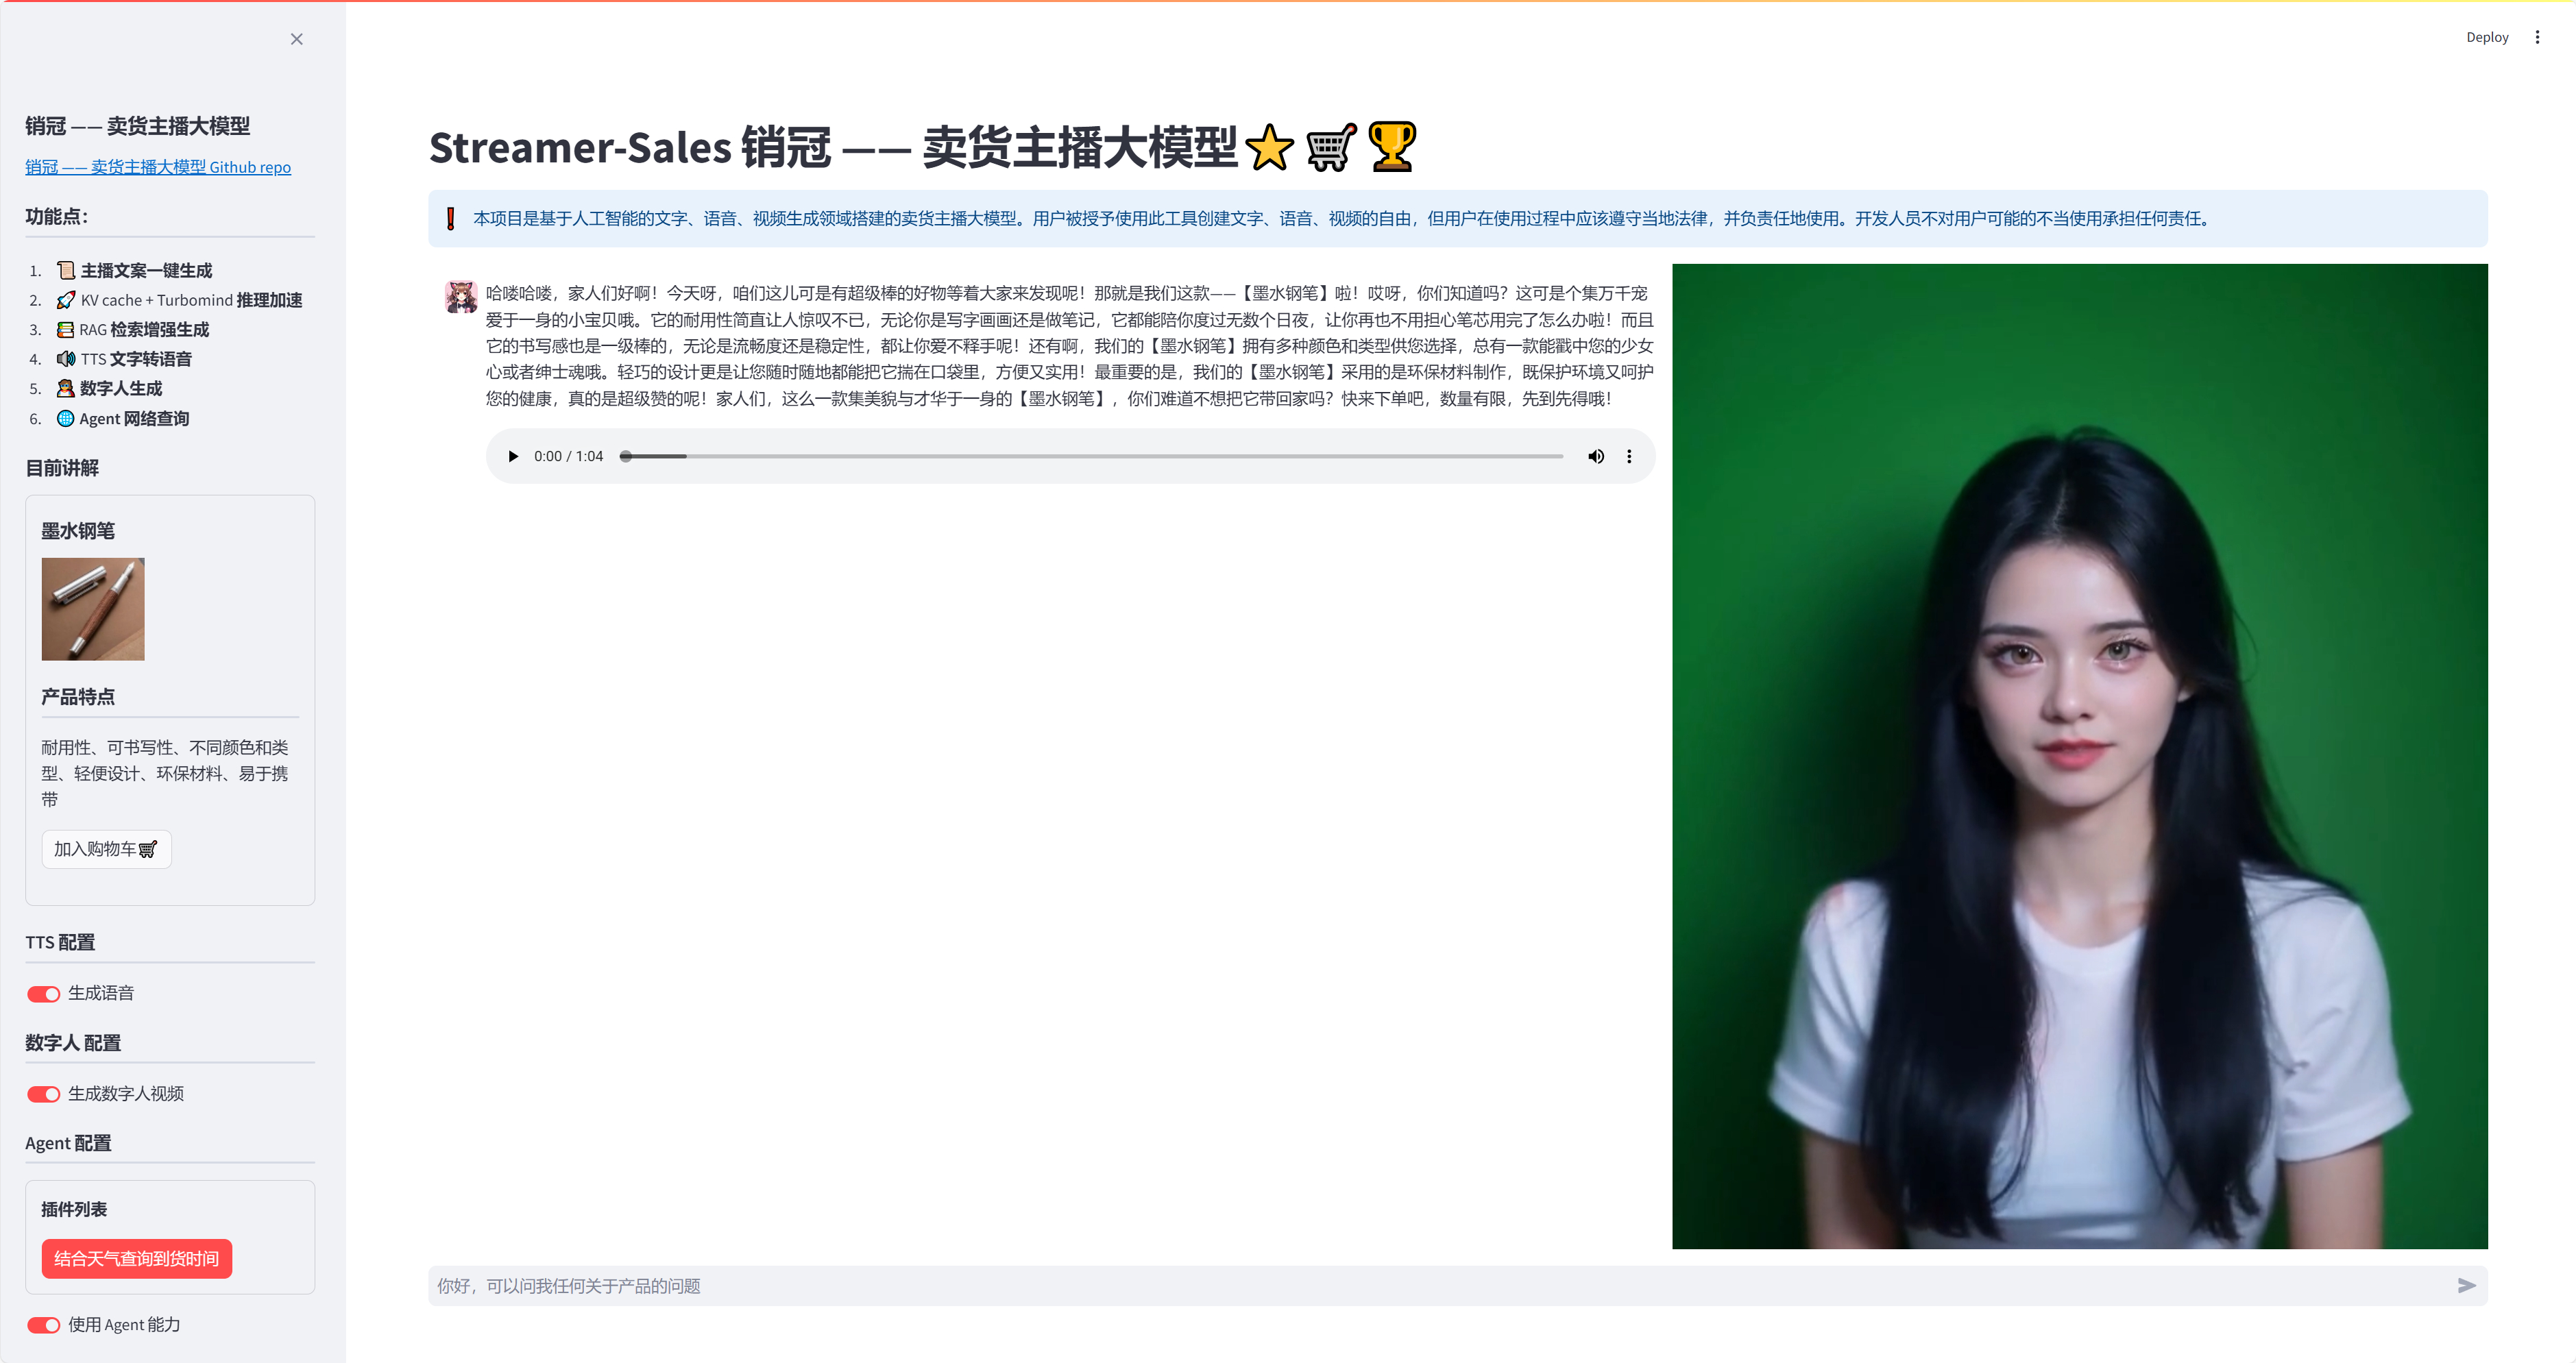 Deploy
销冠 —— 卖货主播大模型
销冠 —— 卖货主播大模型 Github repo
功能点：
1. 📜 主播文案一键生成
2. 🚀 KV cache + Turbomind 推理加速
3. 📚 RAG 检索增强生成
4. 🔊 TTS 文字转语音
5. 🦸 数字人生成
6. 🌐 Agent 网络查询
目前讲解
墨水钢笔
产品特点
耐用性、可书写性、不同颜色和类
型、轻便设计、环保材料、易于携
带
加入购物车🛒
TTS 配置
生成语音
数字人 配置
生成数字人视频
Agent 配置
插件列表
结合天气查询到货时间
使用 Agent 能力
Streamer-Sales 销冠 —— 卖货主播大模型⭐🛒🏆
❗ 本项目是基于人工智能的文字、语音、视频生成领域搭建的卖货主播大模型。用户被授予使用此工具创建文字、语音、视频的自由，但用户在使用过程中应该遵守当地法律，并负责任地使用。开发人员不对用户可能的不当使用承担任何责任。
哈喽哈喽，家人们好啊！今天呀，咱们这儿可是有超级棒的好物等着大家来发现呢！那就是我们这款——【墨水钢笔】啦！哎呀，你们知道吗？这可是个集万千宠
爱于一身的小宝贝哦。它的耐用性简直让人惊叹不已，无论你是写字画画还是做笔记，它都能陪你度过无数个日夜，让你再也不用担心笔芯用完了怎么办啦！而且
它的书写感也是一级棒的，无论是流畅度还是稳定性，都让你爱不释手呢！还有啊，我们的【墨水钢笔】拥有多种颜色和类型供您选择，总有一款能戳中您的少女
心或者绅士魂哦。轻巧的设计更是让您随时随地都能把它揣在口袋里，方便又实用！最重要的是，我们的【墨水钢笔】采用的是环保材料制作，既保护环境又呵护
您的健康，真的是超级赞的呢！家人们，这么一款集美貌与才华于一身的【墨水钢笔】，你们难道不想把它带回家吗？快来下单吧，数量有限，先到先得哦！
0:00 / 1:04
你好，可以问我任何关于产品的问题